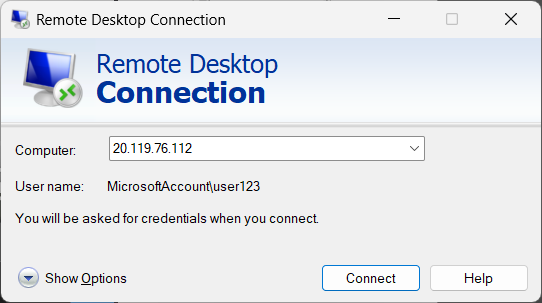 Remote Desktop Connection
Remote Desktop
Connection
Computer:
20.119.76.112
User name:
MicrosoftAccount\user123
You will be asked for credentials when you connect.
Show Options
Connect
Help